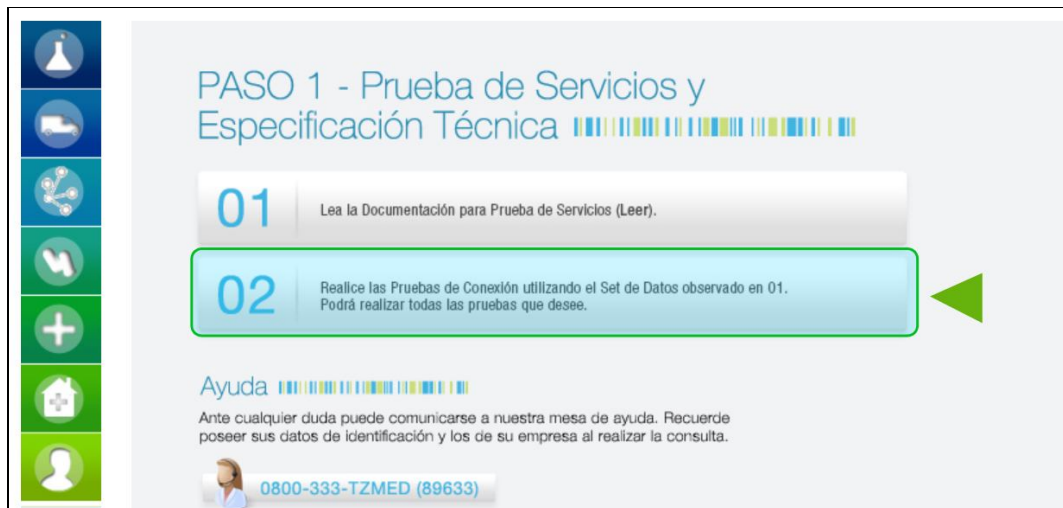 PASO 1 - Prueba de Servicios y
Especificación Técnica
01
Lea la Documentación para Prueba de Servicios (Leer).
02
Realice las Pruebas de Conexión utilizando el Set de Datos observado en 01.
Podrá realizar todas las pruebas que desee.
Ayuda
Ante cualquier duda puede comunicarse a nuestra mesa de ayuda. Recuerde
poseer sus datos de identificación y los de su empresa al realizar la consulta.
0800-333-TZMED (89633)